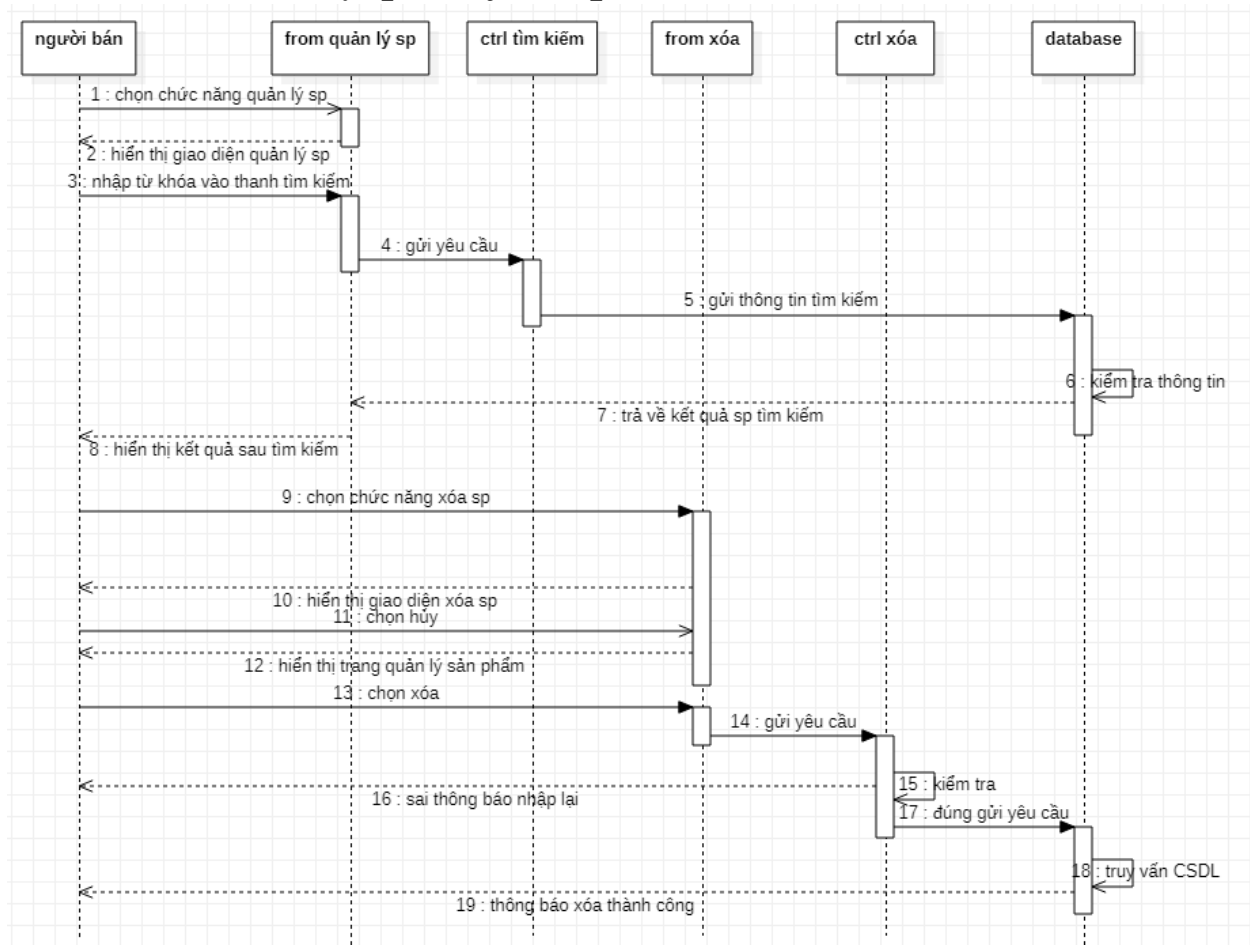 người bán
from quản lý sp
ctrl tìm kiếm
from xóa
ctrl xóa
database
1 : chọn chức năng quản lý sp
2 : hiển thị giao diện quản lý sp
3 : nhập từ khóa vào thanh tìm kiếm
4 : gửi yêu cầu
5 : gửi thông tin tìm kiếm
6 : kiểm tra thông tin
7 : trả về kết quả sp tìm kiếm
8 : hiển thị kết quả sau tìm kiếm
9 : chọn chức năng xóa sp
10 : hiển thị giao diện xóa sp
11 : chọn hủy
12 : hiển thị trang quản lý sản phẩm
13 : chọn xóa
14 : gửi yêu cầu
15 : kiểm tra
16 : sai thông báo nhập lại
17 : đúng gửi yêu cầu
18 : truy vấn CSDL
19 : thông báo xóa thành công